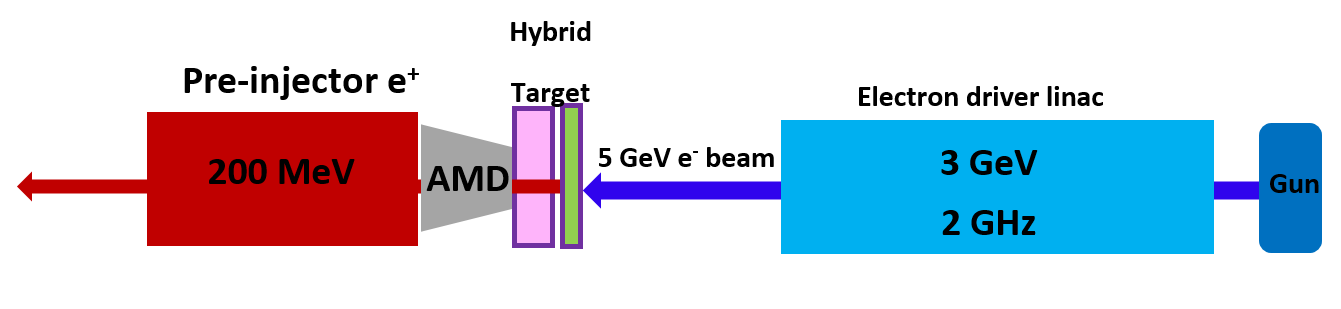 Hybrid
Target
Pre-injector e⁺
Electron driver linac
200 MeV
AMD
5 GeV e⁻ beam
3 GeV
2 GHz
Gun